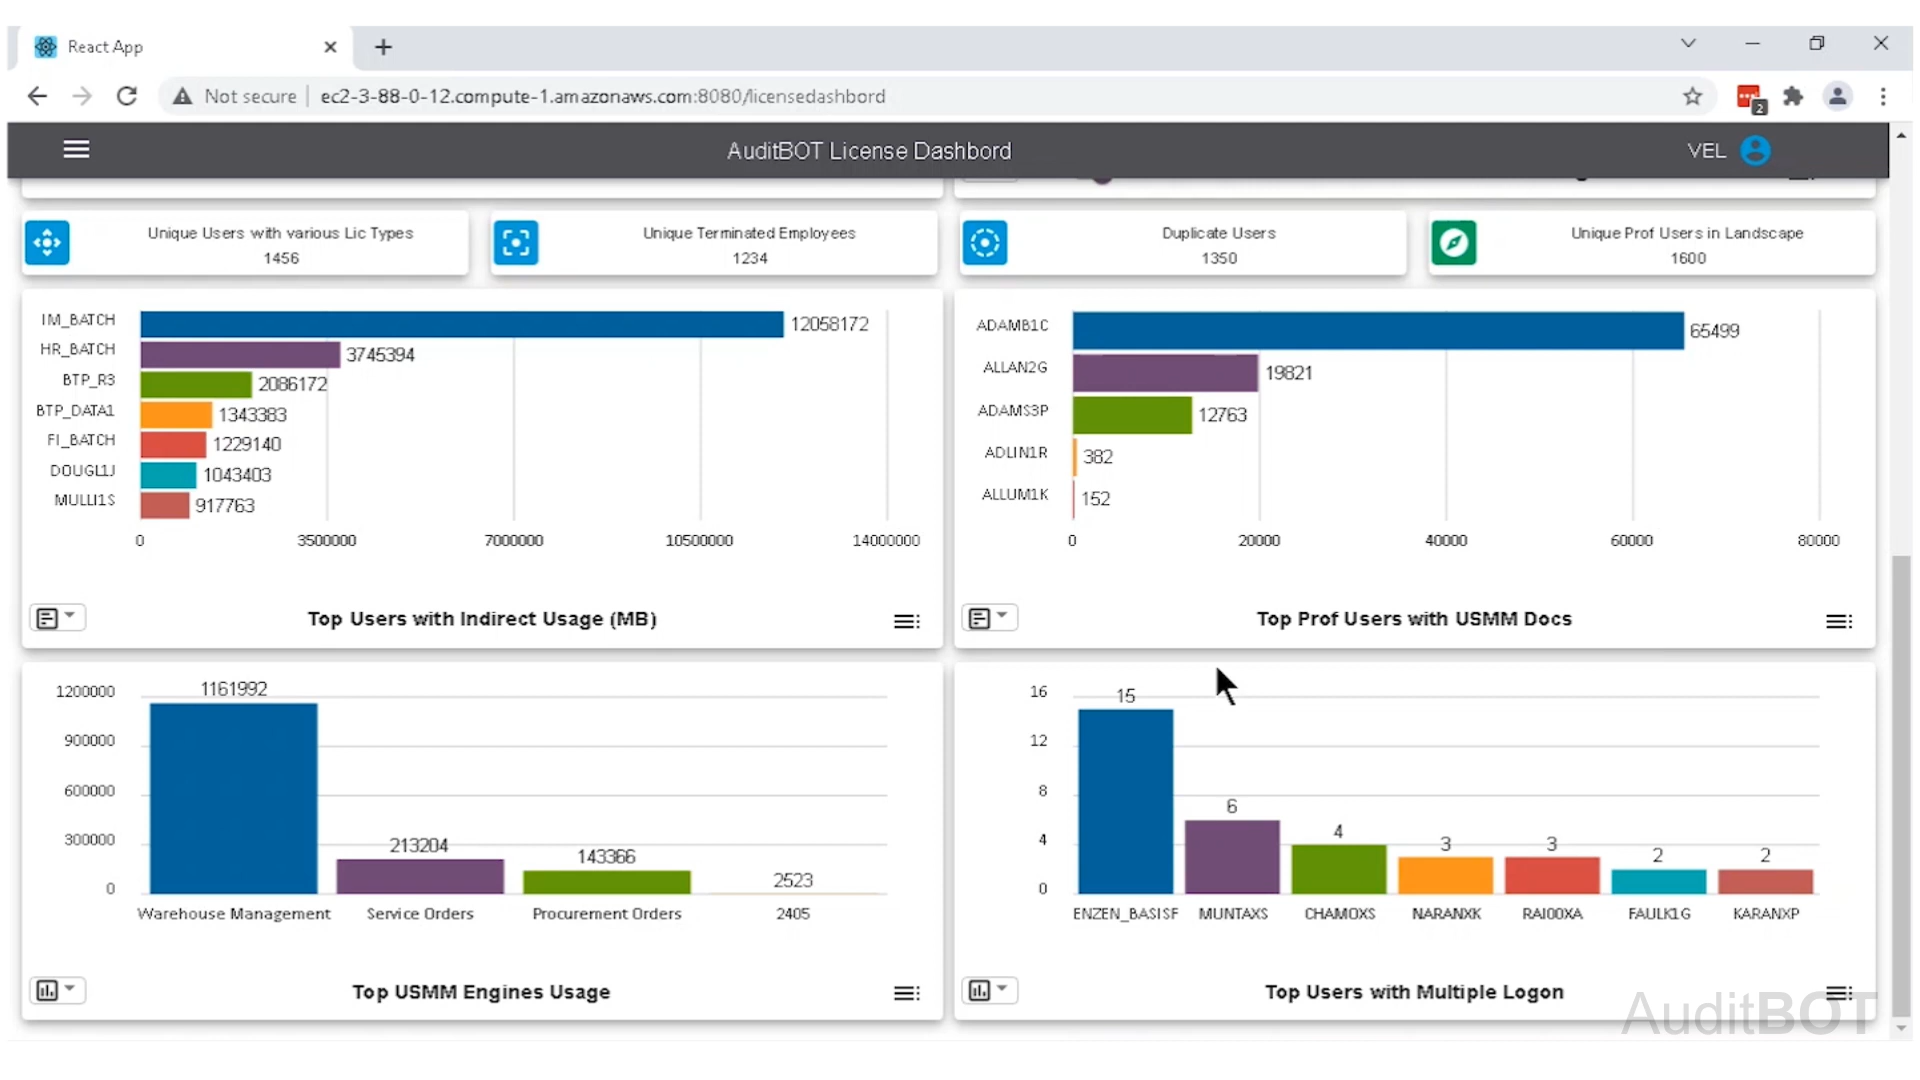 React App
Not secure
ec2-3-88-0-12.compute-1.amazonaws.com:8080/licensedashbord
2
AuditBOT License Dashbord
VEL
Unique Users with various Lic Types
1456
Unique Terminated Employees
1234
Duplicate Users
1350
Unique Prof Users in Landscape
1600
IM_BATCH
12058172
HR_BATCH
3745394
BTP_R3
2086172
BTP_DATA1
1343383
FI_BATCH
1229140
DOUGL1J
1043403
MULLI1S
917763
0 3500000 7000000 10500000 14000000
Top Users with Indirect Usage (MB)
ADAMB1C
65499
ALLAN2G
19821
ADAMS3P
12763
ADLIN1R
382
ALLUM1K
152
0 20000 40000 60000 80000
Top Prof Users with USMM Docs
1200000
900000
600000
300000
0
1161992
213204
143366
2523
Warehouse Management Service Orders Procurement Orders 2405
Top USMM Engines Usage
16
12
8
4
0
15
6
4
3
3
2
2
ENZEN_BASISF MUNTAXS CHAMOXS NARANXK RAI00XA FAULK1G KARANXP
Top Users with Multiple Logon
AuditBOT